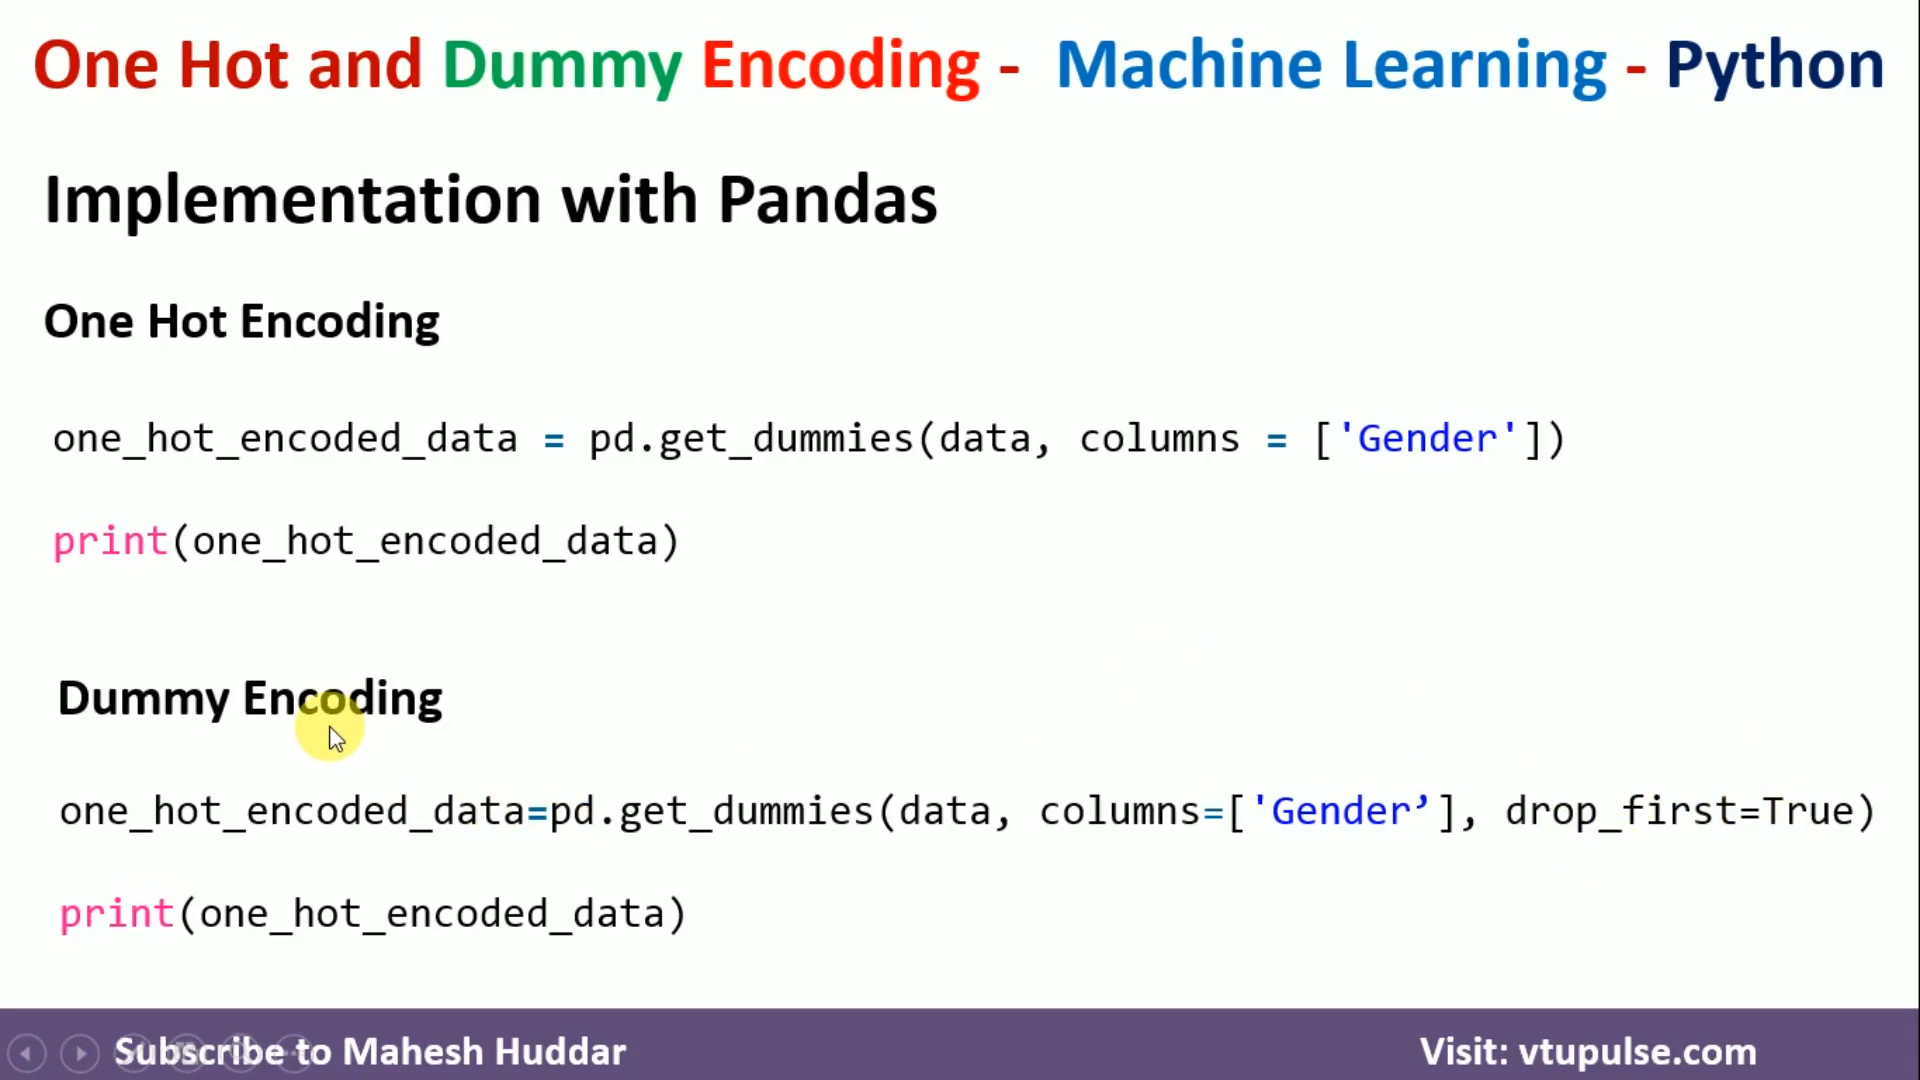 One Hot and Dummy Encoding - Machine Learning - Python
Implementation with Pandas
One Hot Encoding
one_hot_encoded_data = pd.get_dummies(data, columns = ['Gender'])
print(one_hot_encoded_data)
Dummy Encoding
one_hot_encoded_data=pd.get_dummies(data, columns=['Gender’], drop_first=True)
print(one_hot_encoded_data)
Subscribe to Mahesh Huddar
Visit: vtupulse.com